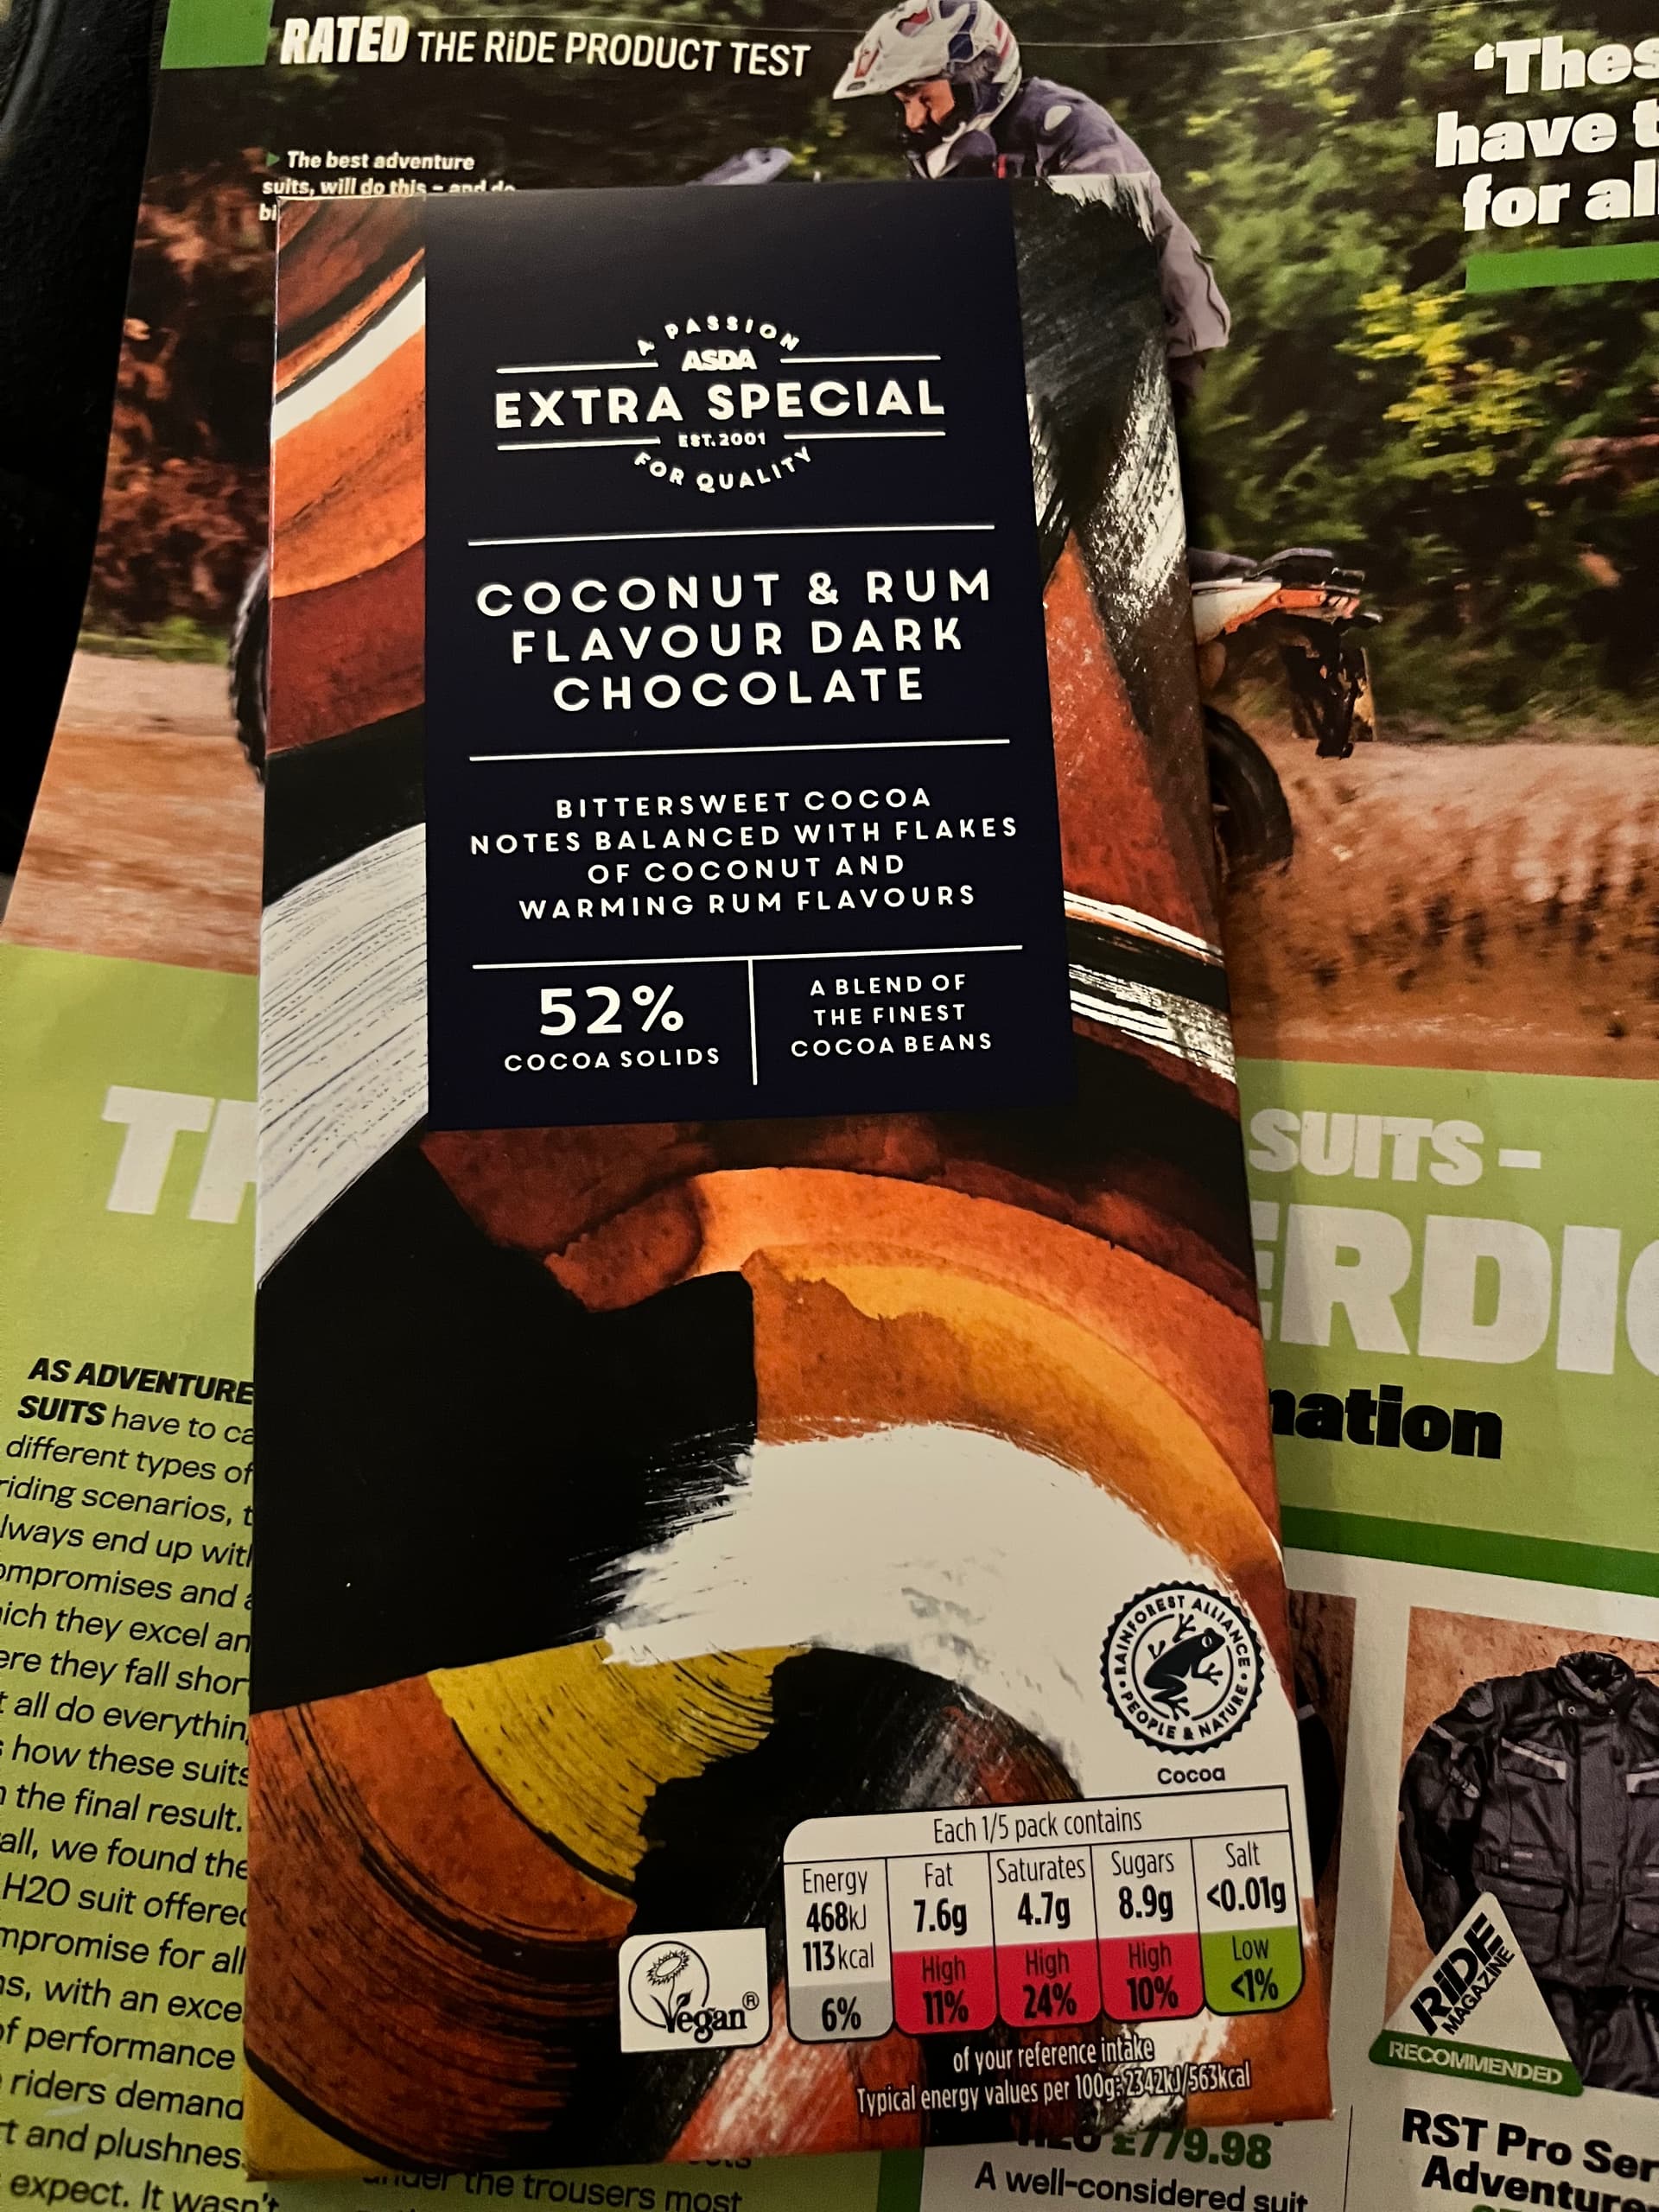 RATED THE RiDE PRODUCT TEST
The best adventure
suits, will do this – and do
‘Thes
have t
for al
A PASSION
ASDA
EXTRA SPECIAL
EST. 2001
FOR QUALITY
COCONUT & RUM
FLAVOUR DARK
CHOCOLATE
BITTERSWEET COCOA
NOTES BALANCED WITH FLAKES
OF COCONUT AND
WARMING RUM FLAVOURS
52%
COCOA SOLIDS
A BLEND OF
THE FINEST
COCOA BEANS
SUITS –
ERDI
nation
AS ADVENTURE
SUITS have to ca
different types of
riding scenarios, t
lways end up with
ompromises and a
ich they excel an
ere they fall shor
t all do everythin
s how these suits
n the final result.
all, we found the
H2O suit offered
mpromise for all
ns, with an exce
of performance
riders demand
t and plushnes
expect. It wasn't
under the trousers most
RAINFOREST ALLIANCE
PEOPLE & NATURE
Cocoa
Each 1/5 pack contains
Energy
468kJ
113kcal
6%
Fat
7.6g
High
11%
Saturates
4.7g
High
24%
Sugars
8.9g
High
10%
Salt
<0.01g
Low
<1%
of your reference intake
Typical energy values per 100g: 2342kJ/563kcal
Vegan®
£779.98
A well-considered suit
RiDE
MAGAZINE
RECOMMENDED
RST Pro Ser
Adventure